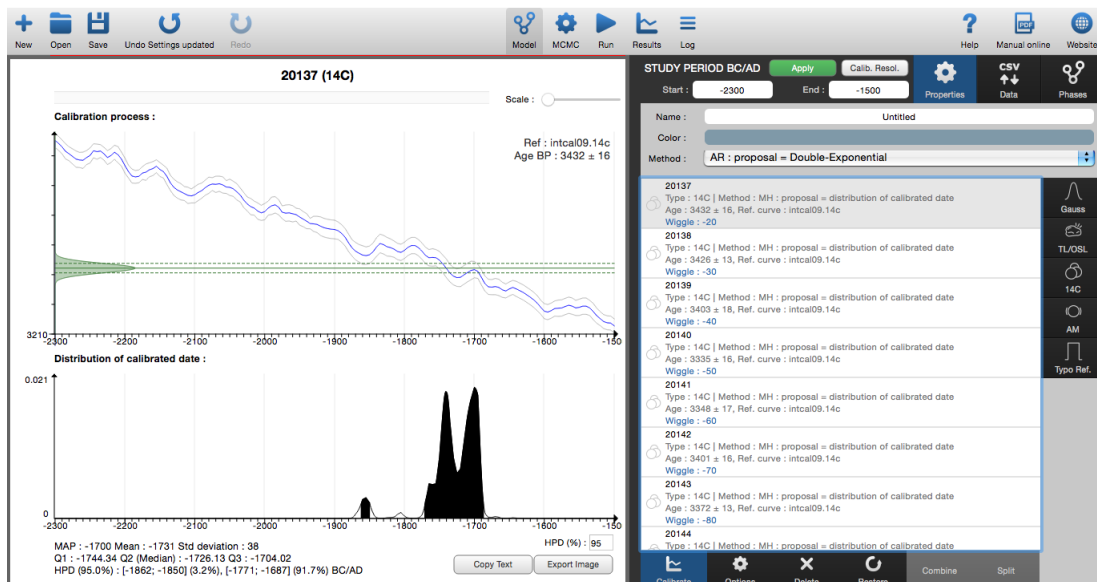 New Open Save Undo Settings updated Redo Model MCMC Run Results Log Help Manual online Website
PDF
20137 (14C)
Scale :
Calibration process :
Ref : intcal09.14c
Age BP : 3432 ± 16
3210
-2300 -2200 -2100 -2000 -1900 -1800 -1700 -1600 -150
Distribution of calibrated date :
0.021
0
-2300 -2200 -2100 -2000 -1900 -1800 -1700 -1600 -150
HPD (%) : 95
MAP : -1700 Mean : -1731 Std deviation : 38
Q1 : -1744.34 Q2 (Median) : -1726.13 Q3 : -1704.02
HPD (95.0%) : [-1862; -1850] (3.2%), [-1771; -1687] (91.7%) BC/AD
Copy Text Export Image
STUDY PERIOD BC/AD Apply Calib. Resol.
Start : -2300 End : -1500
Properties CSV Data Phases
Name : Untitled
Color :
Method : AR : proposal = Double-Exponential
20137
Type : 14C | Method : MH : proposal = distribution of calibrated date
Age : 3432 ± 16, Ref. curve : intcal09.14c
Wiggle : -20
20138
Type : 14C | Method : MH : proposal = distribution of calibrated date
Age : 3426 ± 13, Ref. curve : intcal09.14c
Wiggle : -30
20139
Type : 14C | Method : MH : proposal = distribution of calibrated date
Age : 3403 ± 18, Ref. curve : intcal09.14c
Wiggle : -40
20140
Type : 14C | Method : MH : proposal = distribution of calibrated date
Age : 3335 ± 16, Ref. curve : intcal09.14c
Wiggle : -50
20141
Type : 14C | Method : MH : proposal = distribution of calibrated date
Age : 3348 ± 17, Ref. curve : intcal09.14c
Wiggle : -60
20142
Type : 14C | Method : MH : proposal = distribution of calibrated date
Age : 3401 ± 16, Ref. curve : intcal09.14c
Wiggle : -70
20143
Type : 14C | Method : MH : proposal = distribution of calibrated date
Age : 3372 ± 13, Ref. curve : intcal09.14c
Wiggle : -80
20144
Type : 14C | Method : MH : proposal = distribution of calibrated date
Gauss
TL/OSL
14C
AM
Typo Ref.
Calibrate Options Delete Restore Combine Split